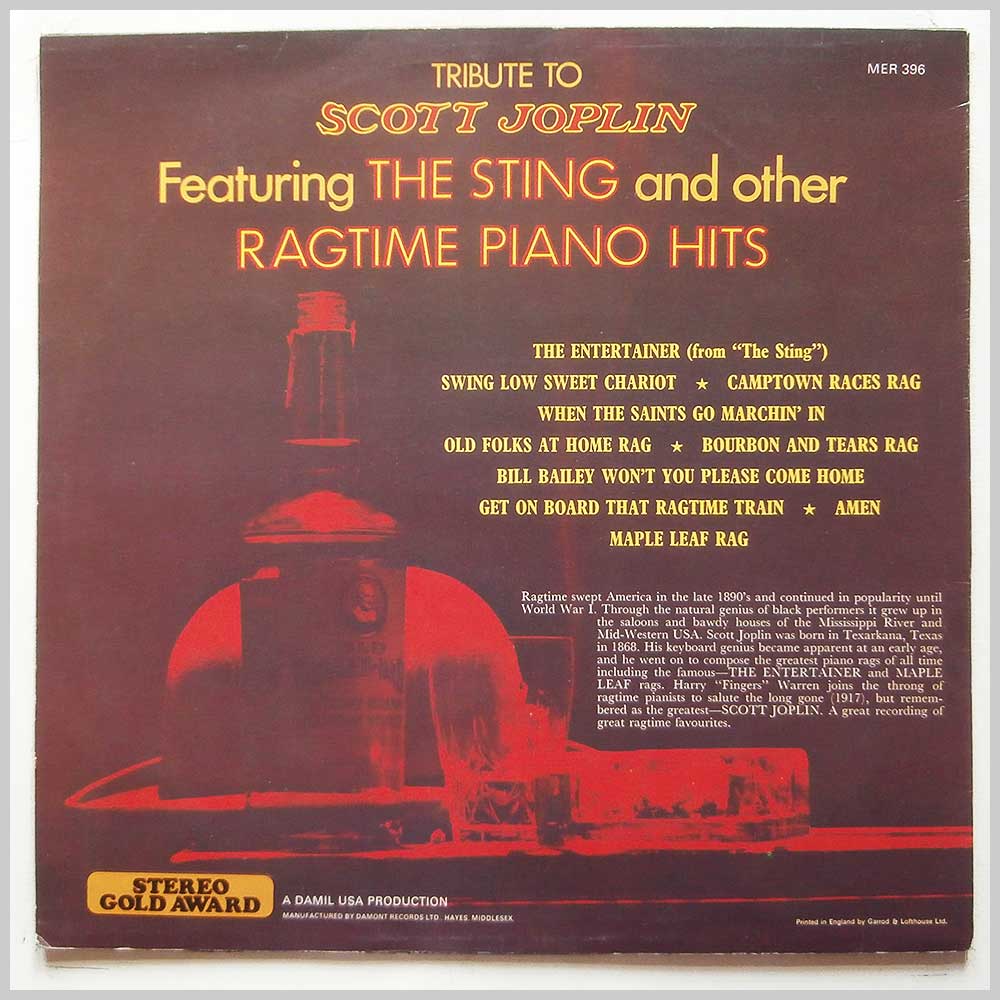 TRIBUTE TO
MER 396
SCOTT JOPLIN
Featuring THE STING and other
RAGTIME PIANO HITS
THE ENTERTAINER (from "The Sting")
SWING LOW SWEET CHARIOT ★ CAMPTOWN RACES RAG
WHEN THE SAINTS GO MARCHIN' IN
OLD FOLKS AT HOME RAG ★ BOURBON AND TEARS RAG
BILL BAILEY WON'T YOU PLEASE COME HOME
GET ON BOARD THAT RAGTIME TRAIN ★ AMEN
MAPLE LEAF RAG
Ragtime swept America in the late 1890's and continued in popularity until
World War I. Through the natural genius of black performers it grew up in
the saloons and bawdy houses of the Mississippi River and
Mid-Western USA. Scott Joplin was born in Texarkana, Texas
in 1868. His keyboard genius became apparent at an early age,
and he went on to compose the greatest piano rags of all time
including the famous—THE ENTERTAINER and MAPLE
LEAF rags. Harry "Fingers" Warren joins the throng of
ragtime pianists to salute the long gone (1917), but remem-
bered as the greatest—SCOTT JOPLIN. A great recording of
great ragtime favourites.
STEREO
GOLD AWARD
A DAMIL USA PRODUCTION
MANUFACTURED BY DAMONT RECORDS LTD. HAYES. MIDDLESEX.
Printed in England by Garrod & Lofthouse Ltd.